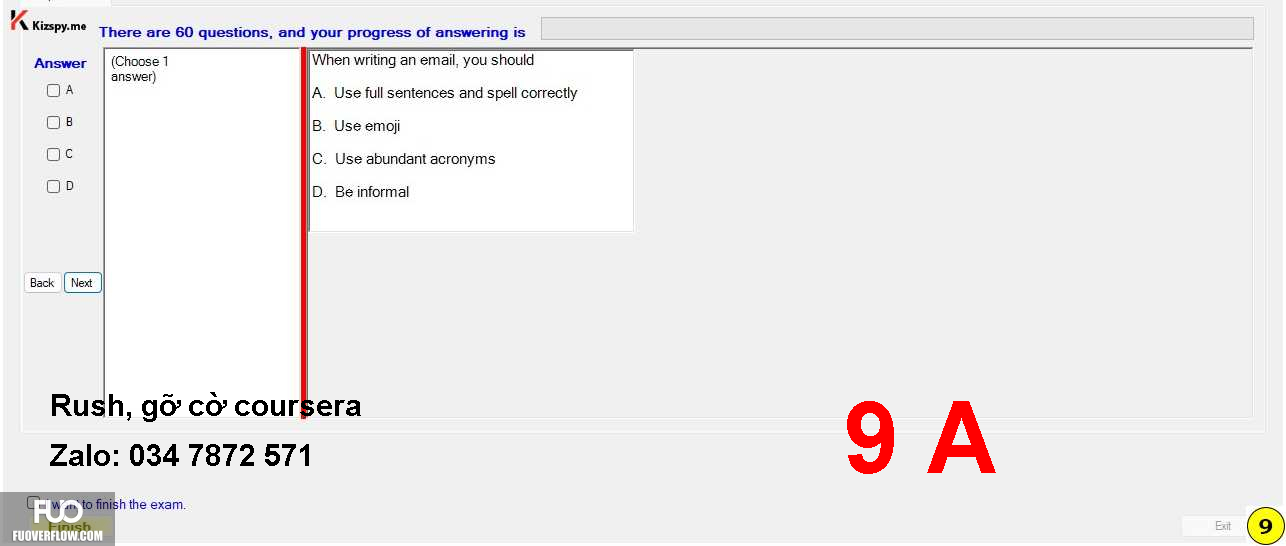 Kizspy.me
There are 60 questions, and your progress of answering is
Answer
A
B
C
D
(Choose 1
answer)
When writing an email, you should
A. Use full sentences and spell correctly
B. Use emoji
C. Use abundant acronyms
D. Be informal
Back Next
Rush, gỡ cờ coursera
Zalo: 034 7872 571
9 A
I want to finish the exam.
Finish
FUO
FUOVERFLOW.COM
Exit
9